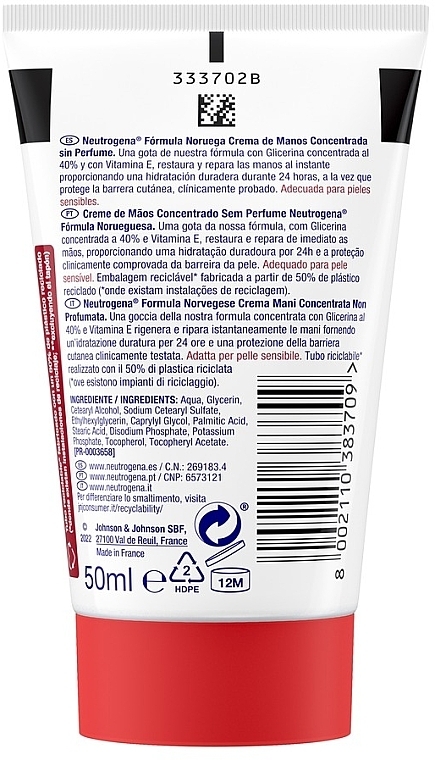 333702B
ES Neutrogena® Fórmula Noruega Crema de Manos Concentrada
sin Perfume. Una gota de nuestra fórmula con Glicerina concentrada al
40% y con Vitamina E, restaura y repara las manos al instante
proporcionando una hidratación duradera durante 24 horas, a la vez que
protege la barrera cutánea, clínicamente probado. Adecuada para pieles
sensibles.
PT Creme de Mãos Concentrado Sem Perfume Neutrogena®
Fórmula Norueguesa. Uma gota da nossa fórmula, com Glicerina
concentrada a 40% e Vitamina E, restaura e repara de imediato as
mãos, proporcionando uma hidratação duradoura por 24h e a proteção
clinicamente comprovada da barreira da pele. Adequado para pele
sensível. Embalagem reciclável* fabricada a partir de 50% de plástico
reciclado (*onde existam instalações de reciclagem).
IT Neutrogena® Formula Norvegese Crema Mani Concentrata Non
Profumata. Una goccia della nostra formula concentrata con Glicerina al
40% e Vitamina E rigenera e ripara istantaneamente le mani fornendo
un'idratazione duratura per 24 ore e una protezione della barriera
cutanea clinicamente testata. Adatta per pelle sensibile. Tubo riciclabile*
realizzato con il 50% di plastica riciclata
(*ove esistono impianti di riciclaggio).
INGREDIENTE / INGREDIENTS: Aqua, Glycerin,
Cetearyl Alcohol, Sodium Cetearyl Sulfate,
Ethylhexylglycerin, Caprylyl Glycol, Palmitic Acid,
Stearic Acid, Disodium Phosphate, Potassium
Phosphate, Tocopherol, Tocopheryl Acetate.
[PR-0003658]
ES www.neutrogena.es / C.N.: 269183.4
PT www.neutrogena.pt / CNP: 6573121
IT www.neutrogena.it
Per differenziare lo smaltimento, visita
jnjconsumer.it/recyclability/
© 2022 Johnson & Johnson SBF,
27100 Val de Reuil, France
Made in France
50ml e 2 HDPE 12M
8 002110 383709 >